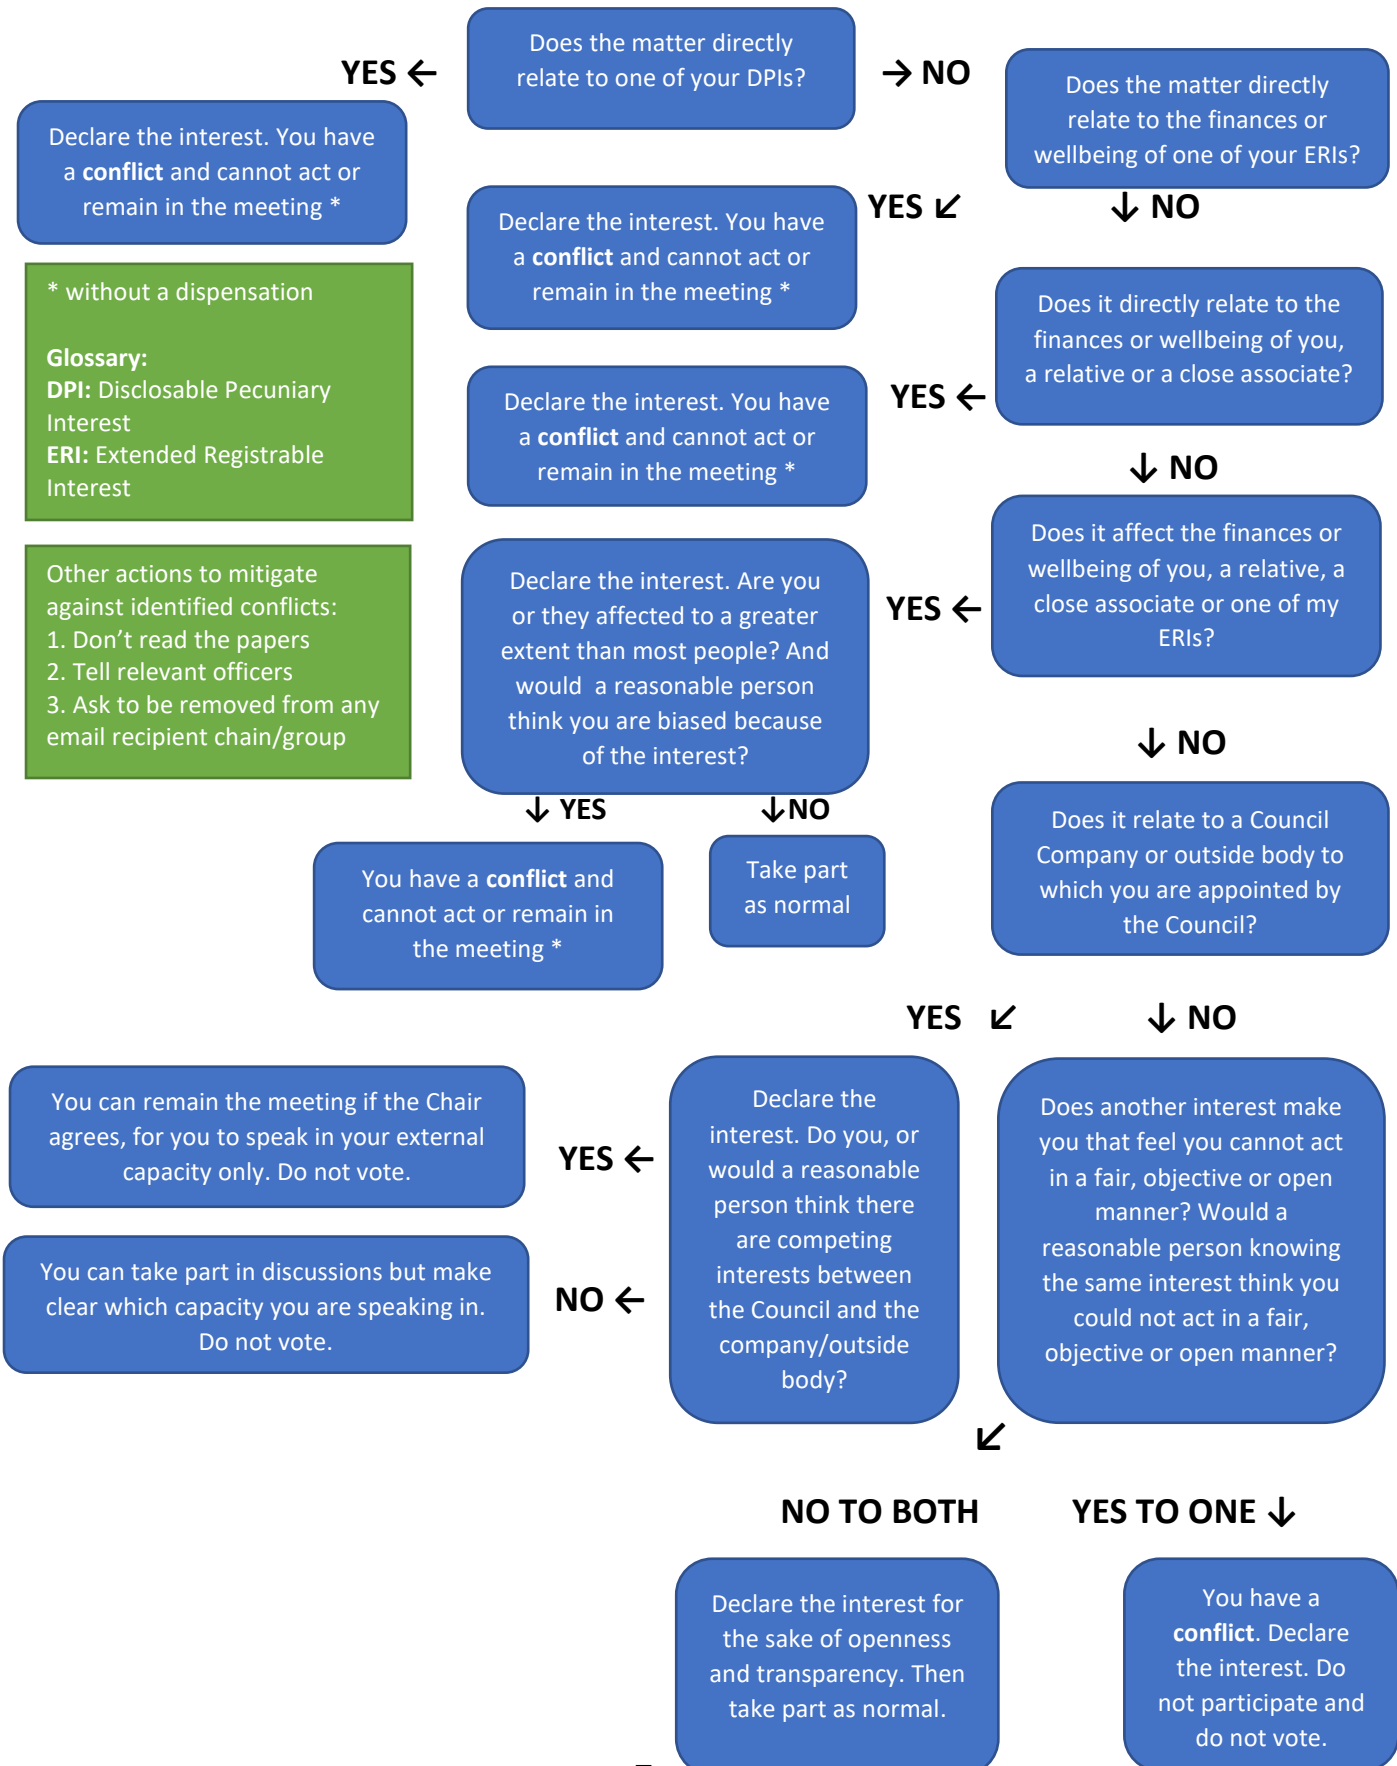 Does the matter directly
relate to one of your DPIs?
YES ←
→ NO
Does the matter directly
relate to the finances or
wellbeing of one of your ERIs?
Declare the interest. You have
a conflict and cannot act or
remain in the meeting *
YES ↙
↓ NO
Declare the interest. You have
a conflict and cannot act or
remain in the meeting *
* without a dispensation
Glossary:
DPI: Disclosable Pecuniary
Interest
ERI: Extended Registrable
Interest
Does it directly relate to the
finances or wellbeing of you,
a relative or a close associate?
YES ←
Declare the interest. You have
a conflict and cannot act or
remain in the meeting *
↓ NO
Does it affect the finances or
wellbeing of you, a relative, a
close associate or one of my
ERIs?
YES ←
Declare the interest. Are you
or they affected to a greater
extent than most people? And
would  a reasonable person
think you are biased because
of the interest?
Other actions to mitigate
against identified conflicts:
1. Don’t read the papers
2. Tell relevant officers
3. Ask to be removed from any
email recipient chain/group
↓ NO
↓ YES
↓NO
You have a conflict and
cannot act or remain in
the meeting *
Take part
as normal
Does it relate to a Council
Company or outside body to
which you are appointed by
the Council?
YES ↙
↓ NO
Declare the
interest. Do you, or
would a reasonable
person think there
are competing
interests between
the Council and the
company/outside
body?
YES ←
You can remain the meeting if the Chair
agrees, for you to speak in your external
capacity only. Do not vote.
NO ←
You can take part in discussions but make
clear which capacity you are speaking in.
Do not vote.
Does another interest make
you that feel you cannot act
in a fair, objective or open
manner? Would a
reasonable person knowing
the same interest think you
could not act in a fair,
objective or open manner?
↙
NO TO BOTH
YES TO ONE ↓
Declare the interest for
the sake of openness
and transparency. Then
take part as normal.
You have a
conflict. Declare
the interest. Do
not participate and
do not vote.